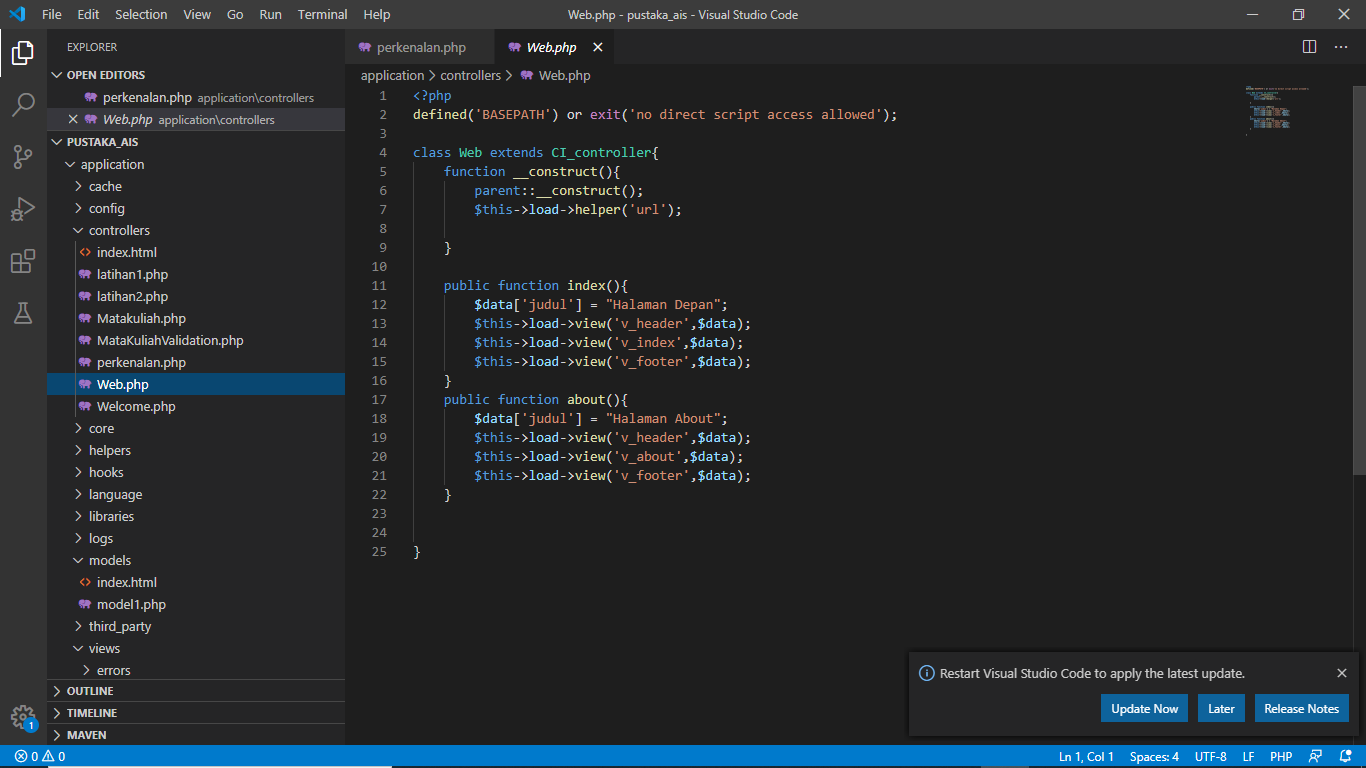 File Edit Selection View Go Run Terminal Help Web.php - pustaka_ais - Visual Studio Code
EXPLORER
OPEN EDITORS
perkenalan.php application\controllers
Web.php application\controllers
PUSTAKA_AIS
application
cache
config
controllers
index.html
latihan1.php
latihan2.php
Matakuliah.php
MataKuliahValidation.php
perkenalan.php
Web.php
Welcome.php
core
helpers
hooks
language
libraries
logs
models
index.html
model1.php
third_party
views
errors
OUTLINE
TIMELINE
MAVEN
1
perkenalan.php Web.php
application > controllers > Web.php
1 <?php
2 defined('BASEPATH') or exit('no direct script access allowed');
3
4 class Web extends CI_controller{
5 function __construct(){
6 parent::__construct();
7 $this->load->helper('url');
8
9 }
10
11 public function index(){
12 $data['judul'] = "Halaman Depan";
13 $this->load->view('v_header',$data);
14 $this->load->view('v_index',$data);
15 $this->load->view('v_footer',$data);
16 }
17 public function about(){
18 $data['judul'] = "Halaman About";
19 $this->load->view('v_header',$data);
20 $this->load->view('v_about',$data);
21 $this->load->view('v_footer',$data);
22 }
23
24
25 }
Restart Visual Studio Code to apply the latest update.
Update Now Later Release Notes
0 0 Ln 1, Col 1 Spaces: 4 UTF-8 LF PHP